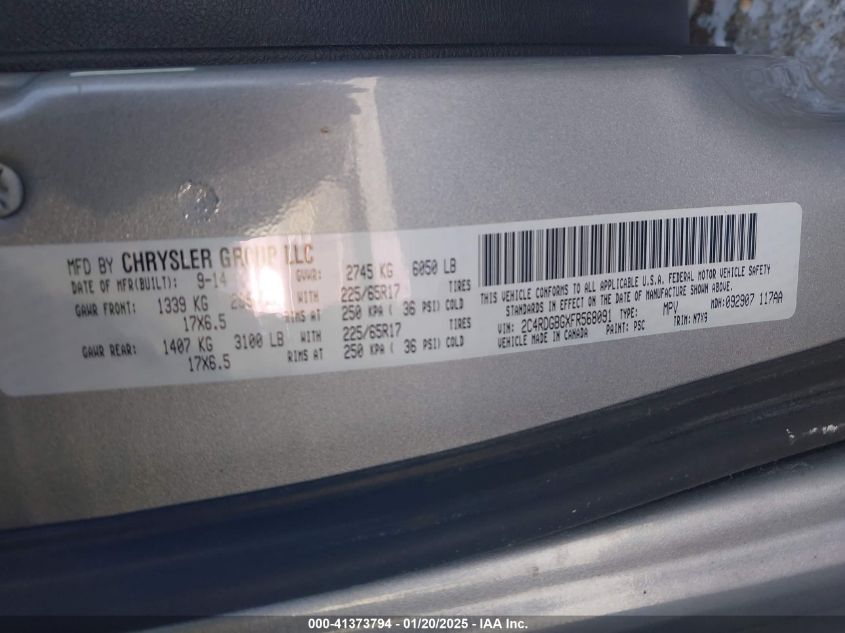 MFD BY CHRYSLER GROUP LLC
DATE OF MFR(BUILT): 9-14 GVWR: 2745 KG 6050 LB
GAWR FRONT: 1339 KG WITH 225/65R17 TIRES
17X6.5 RIMS AT 250 KPA ( 36 PSI) COLD
GAWR REAR: 1407 KG 3100 LB WITH 225/65R17 TIRES
17X6.5 RIMS AT 250 KPA ( 36 PSI) COLD
THIS VEHICLE CONFORMS TO ALL APPLICABLE U.S.A. FEDERAL MOTOR VEHICLE SAFETY
STANDARDS IN EFFECT ON THE DATE OF MANUFACTURE SHOWN ABOVE.
VIN: 2C4RDGBGXFR568091 TYPE: MPV MDH:092907 117AA
VEHICLE MADE IN CANADA PAINT: PSC TRIM: N7Y9
000-41373794 - 01/20/2025 - IAA Inc.